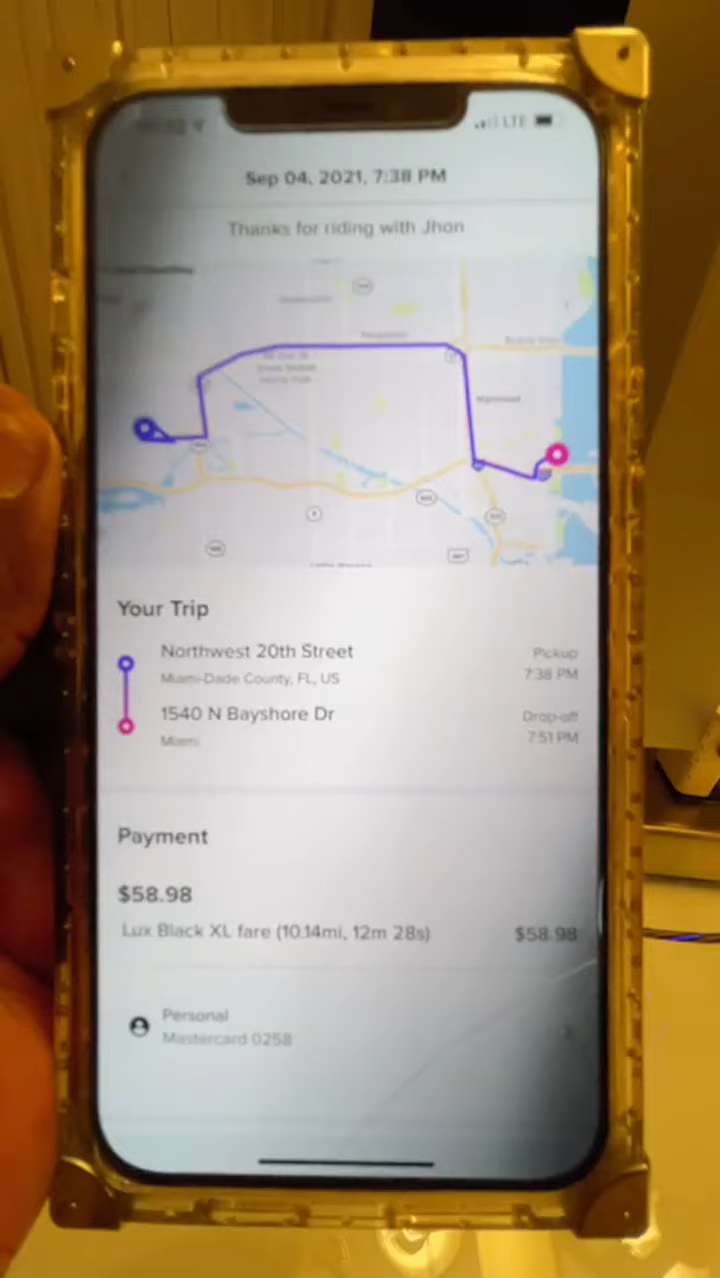 LTE
Sep 04, 2021, 7:38 PM
Thanks for riding with Jhon
Your Trip
Northwest 20th Street
Pickup
Miami-Dade County, FL, US
7:38 PM
1540 N Bayshore Dr
Drop-off
Miami
7:51 PM
Payment
$58.98
Lux Black XL fare (10.14mi, 12m 28s)
$58.98
Personal
Mastercard 0258